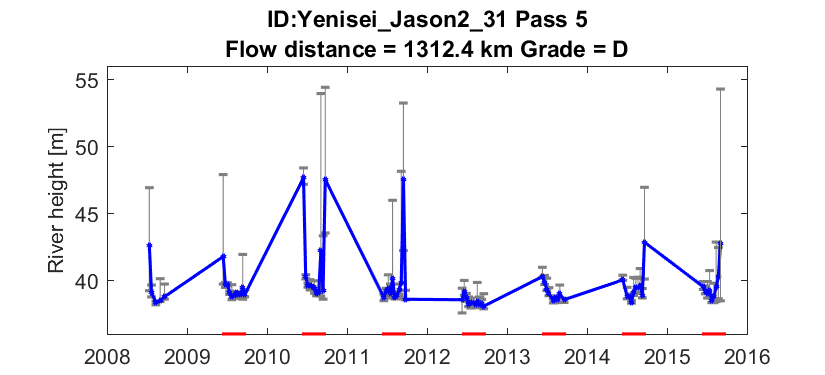 ID:Yenisei_Jason2_31 Pass 5
Flow distance = 1312.4 km Grade = D
55
50
45
40
River height [m]
2008 2009 2010 2011 2012 2013 2014 2015 2016